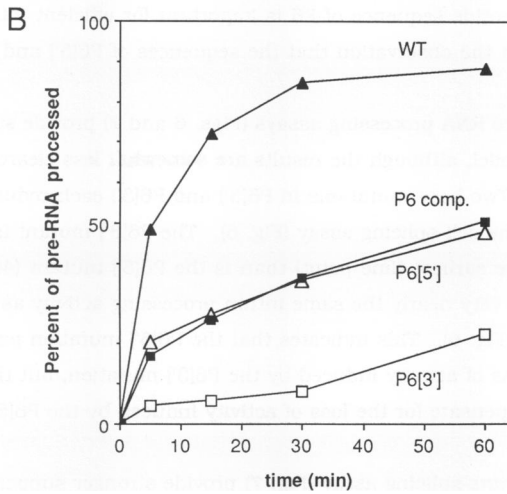 B
100
WT
Percent of pre-RNA processed
P6 comp.
50
P6[5']
P6[3']
0
0 10 20 30 40 50 60
time (min)